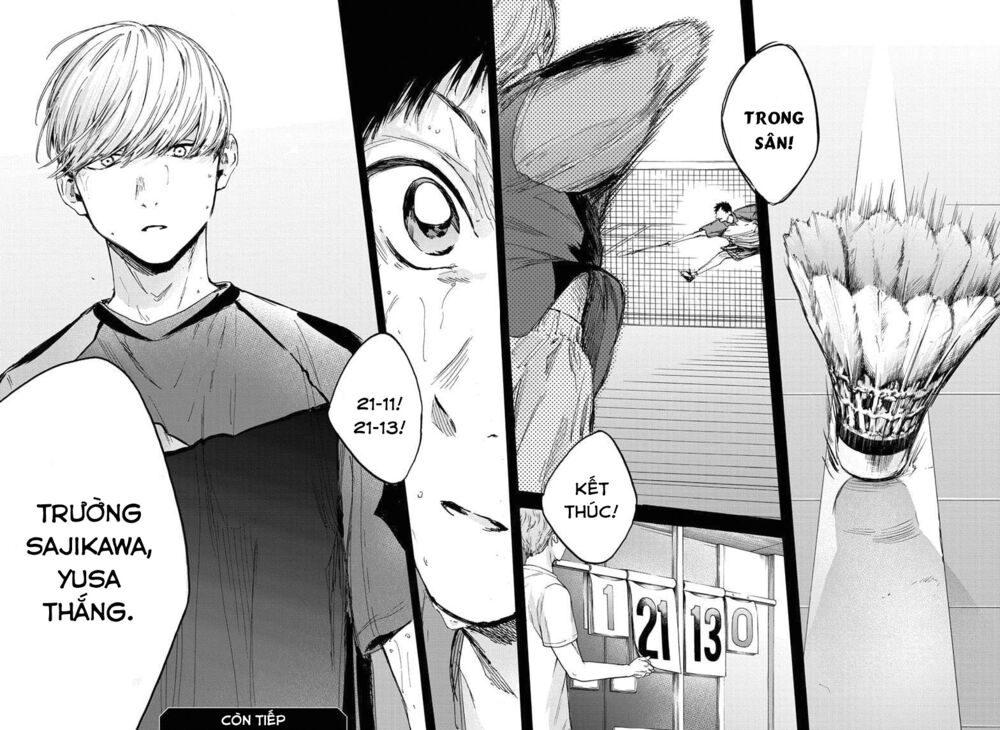 TRONG
SÂN!
KẾT
THÚC!
1
21
13
0
21-11!
21-13!
TRƯỜNG
SAJIKAWA,
YUSA
THẮNG.
CÒN TIẾP